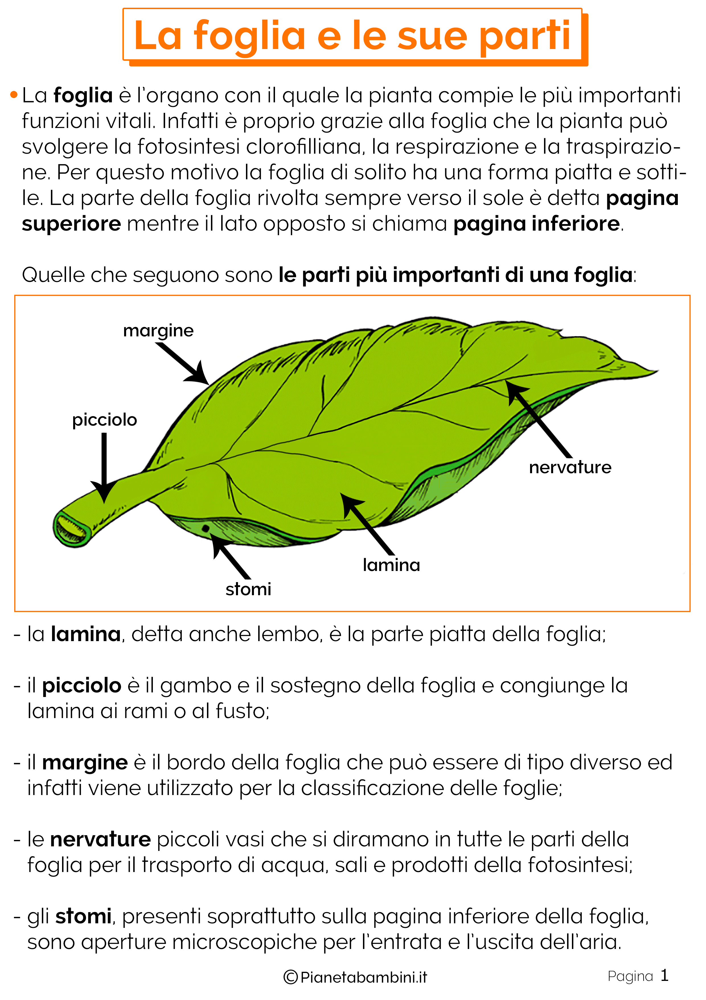 La foglia e le sue parti
• La foglia è l'organo con il quale la pianta compie le più importanti
funzioni vitali. Infatti è proprio grazie alla foglia che la pianta può
svolgere la fotosintesi clorofilliana, la respirazione e la traspirazio-
ne. Per questo motivo la foglia di solito ha una forma piatta e sotti-
le. La parte della foglia rivolta sempre verso il sole è detta pagina
superiore mentre il lato opposto si chiama pagina inferiore.
Quelle che seguono sono le parti più importanti di una foglia:
margine
picciolo
nervature
lamina
stomi
- la lamina, detta anche lembo, è la parte piatta della foglia;
- il picciolo è il gambo e il sostegno della foglia e congiunge la
lamina ai rami o al fusto;
- il margine è il bordo della foglia che può essere di tipo diverso ed
infatti viene utilizzato per la classificazione delle foglie;
- le nervature piccoli vasi che si diramano in tutte le parti della
foglia per il trasporto di acqua, sali e prodotti della fotosintesi;
- gli stomi, presenti soprattutto sulla pagina inferiore della foglia,
sono aperture microscopiche per l'entrata e l'uscita dell'aria.
©Pianetabambini.it
Pagina 1